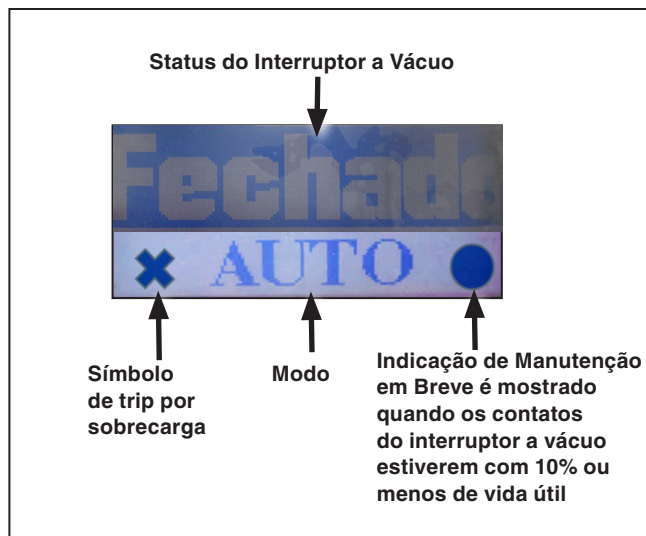 Status do Interruptor a Vácuo
Fechado
AUTO
Símbolo
de trip por
sobrecarga
Modo
Indicação de Manutenção
em Breve é mostrado
quando os contatos
do interruptor a vácuo
estiverem com 10% ou
menos de vida útil